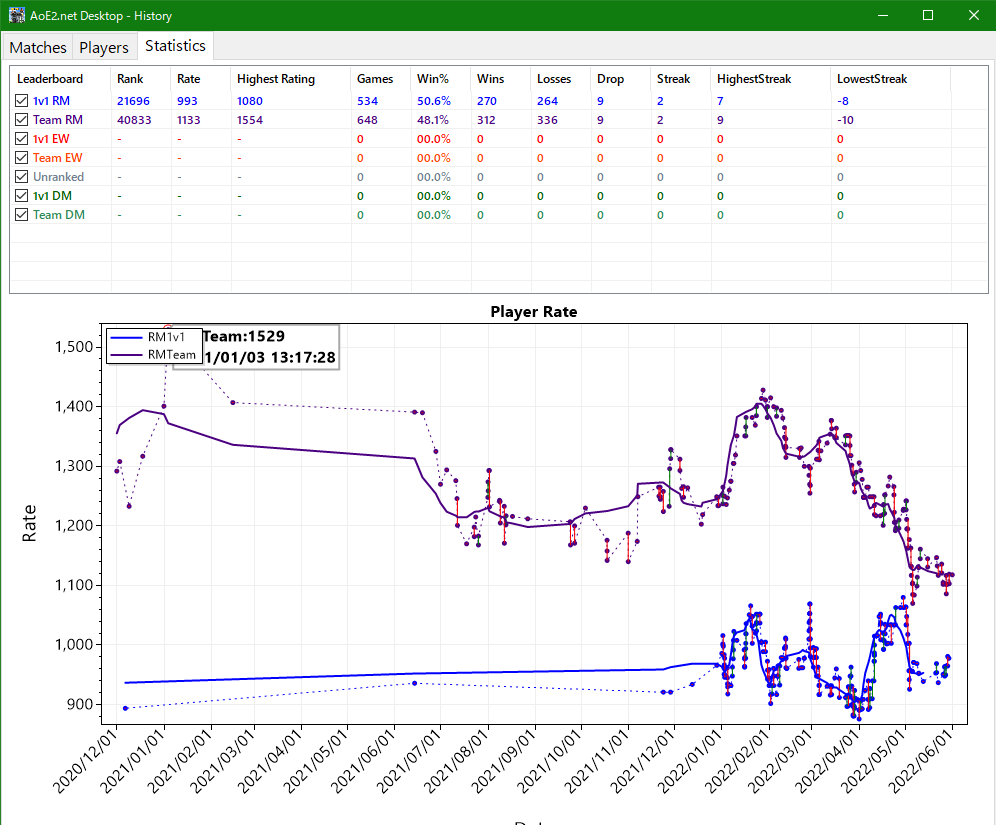 AoE2.net Desktop - History
Matches Players Statistics
Leaderboard Rank Rate Highest Rating Games Win% Wins Losses Drop Streak HighestStreak LowestStreak
1v1 RM 21696 993 1080 534 50.6% 270 264 9 2 7 -8
Team RM 40833 1133 1554 648 48.1% 312 336 9 2 9 -10
1v1 EW - - - 0 00.0% 0 0 0 0 0 0
Team EW - - - 0 00.0% 0 0 0 0 0 0
Unranked - - - 0 00.0% 0 0 0 0 0 0
1v1 DM - - - 0 00.0% 0 0 0 0 0 0
Team DM - - - 0 00.0% 0 0 0 0 0 0
Player Rate
RM1v1
RMTeam
Team:1529
1/01/03 13:17:28
1,500
1,400
1,300
1,200
1,100
1,000
900
Rate
2020/12/01
2021/01/01
2021/02/01
2021/03/01
2021/04/01
2021/05/01
2021/06/01
2021/07/01
2021/08/01
2021/09/01
2021/10/01
2021/11/01
2021/12/01
2022/01/01
2022/02/01
2022/03/01
2022/04/01
2022/05/01
2022/06/01